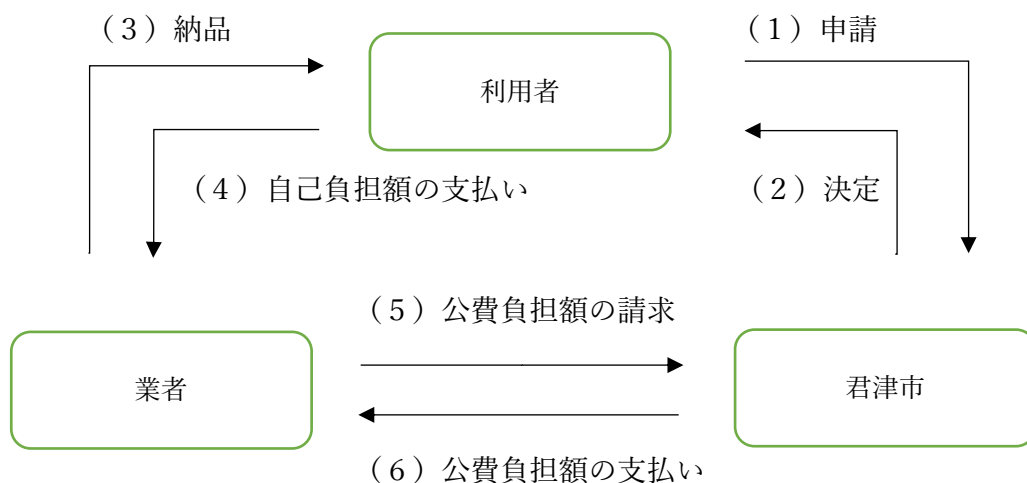 （３）納品
（１）申請
利用者
（４）自己負担額の支払い
（２）決定
（５）公費負担額の請求
業者
君津市
（６）公費負担額の支払い